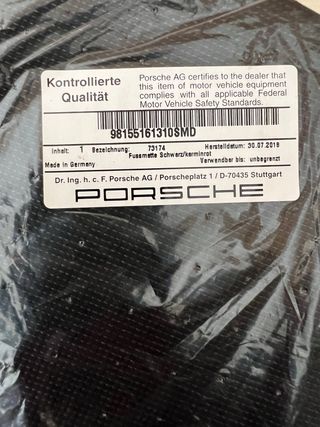 Kontrollierte Qualität
Porsche AG certifies to the dealer that
this item of motor vehicle equipment
complies with all applicable Federal
Motor Vehicle Safety Standards.
98155161310SMD
Inhalt: 1 Bezeichnung: 73174 Herstelldatum: 30.07.2018
Fussmatte Schwarz/karminrot
Made in Germany Verwendbar bis: unbegrenzt
Dr. Ing. h. c. F. Porsche AG / Porscheplatz 1 / D-70435 Stuttgart
PORSCHE